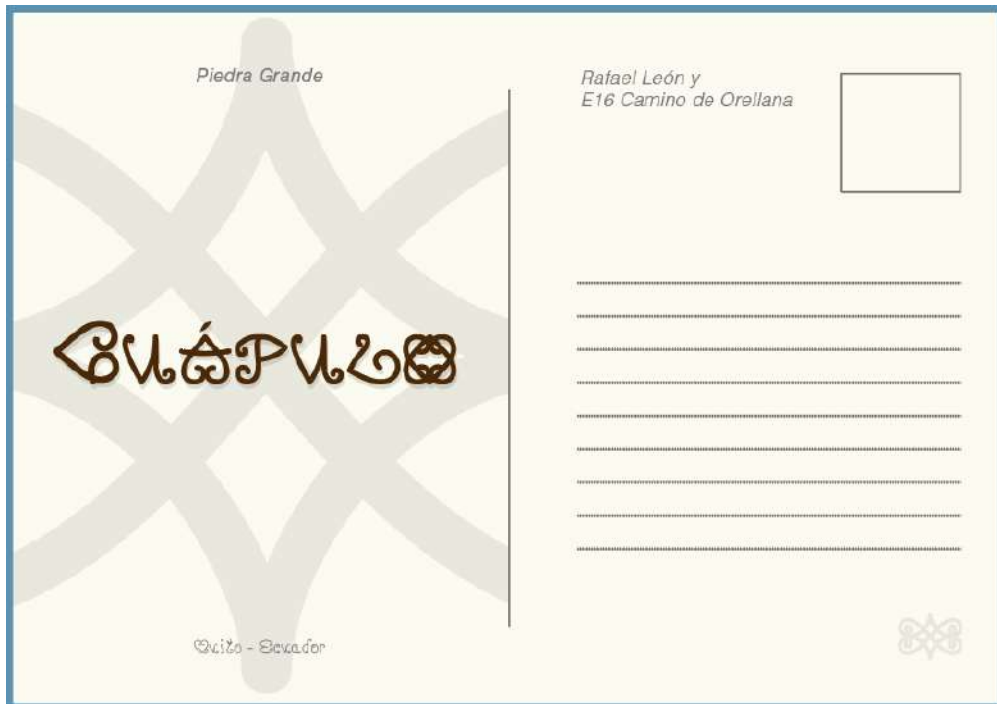 Piedra Grande
GUÁPULO
Quito - Ecuador
Rafael León y
E16 Camino de Orellana